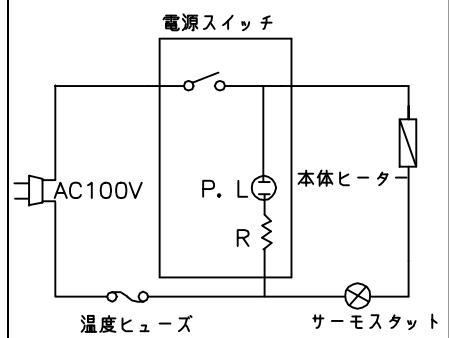 電源スイッチ
AC100V
P. L
本体ヒーター
R
温度ヒューズ
サーモスタット